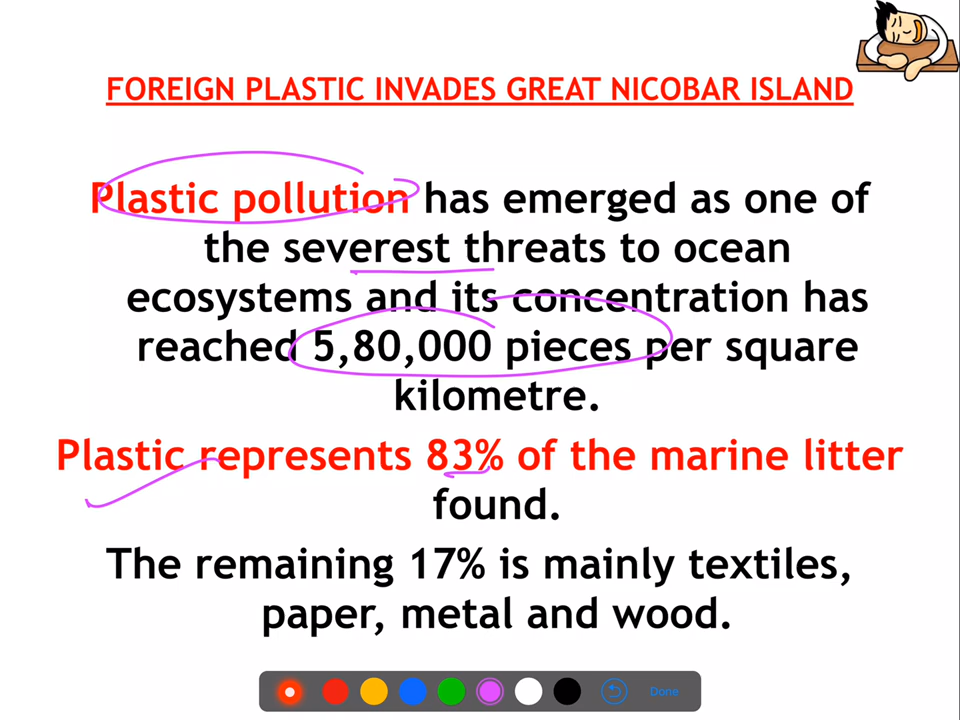 FOREIGN PLASTIC INVADES GREAT NICOBAR ISLAND
Plastic pollution has emerged as one of
the severest threats to ocean
ecosystems and its concentration has
reached 5,80,000 pieces per square
kilometre.
Plastic represents 83% of the marine litter
found.
The remaining 17% is mainly textiles,
paper, metal and wood.
Done